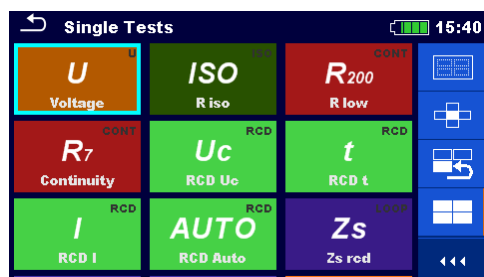 Single Tests 15:40
U
U
Voltage
ISO
ISO
R iso
CONT
R200
R low
CONT
R7
Continuity
RCD
Uc
RCD Uc
RCD
t
RCD t
RCD
I
RCD I
RCD
AUTO
RCD Auto
Zs
Zs rcd